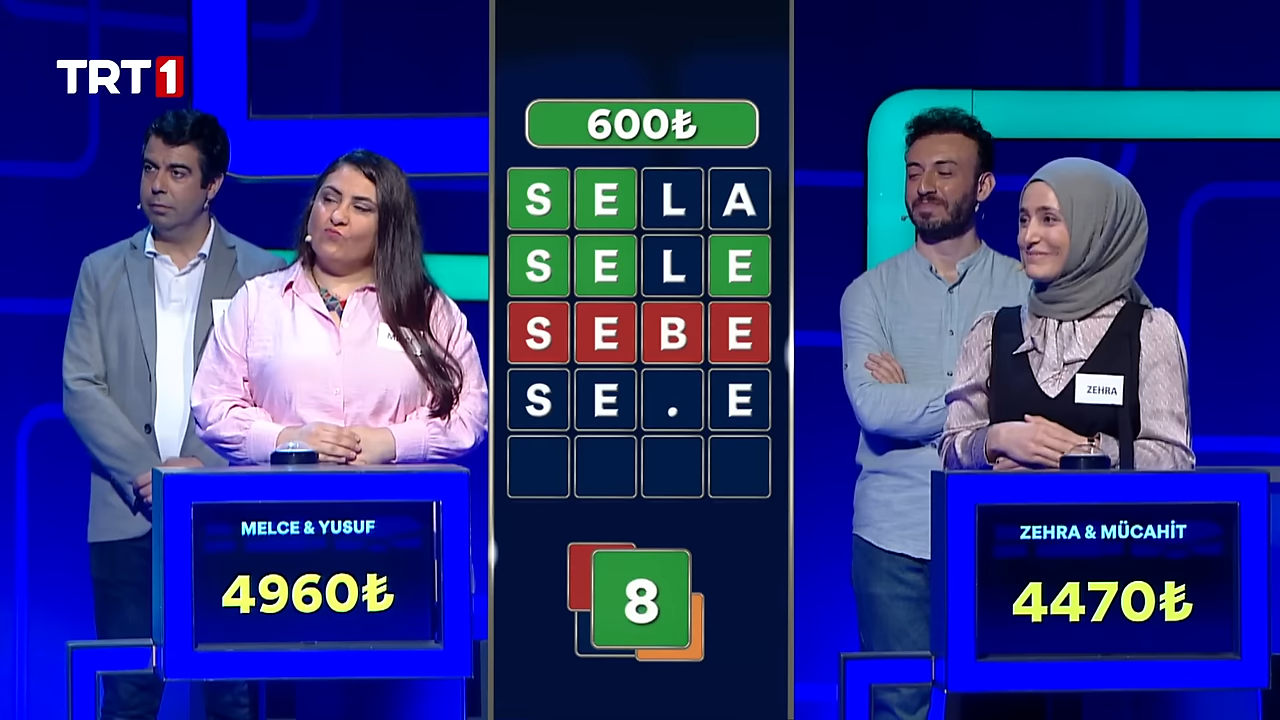 TRT1
600₺
SELA
SELE
SEBE
SE.E
8
ZEHRA
MELCE & YUSUF
4960₺
ZEHRA & MÜCAHİT
4470₺